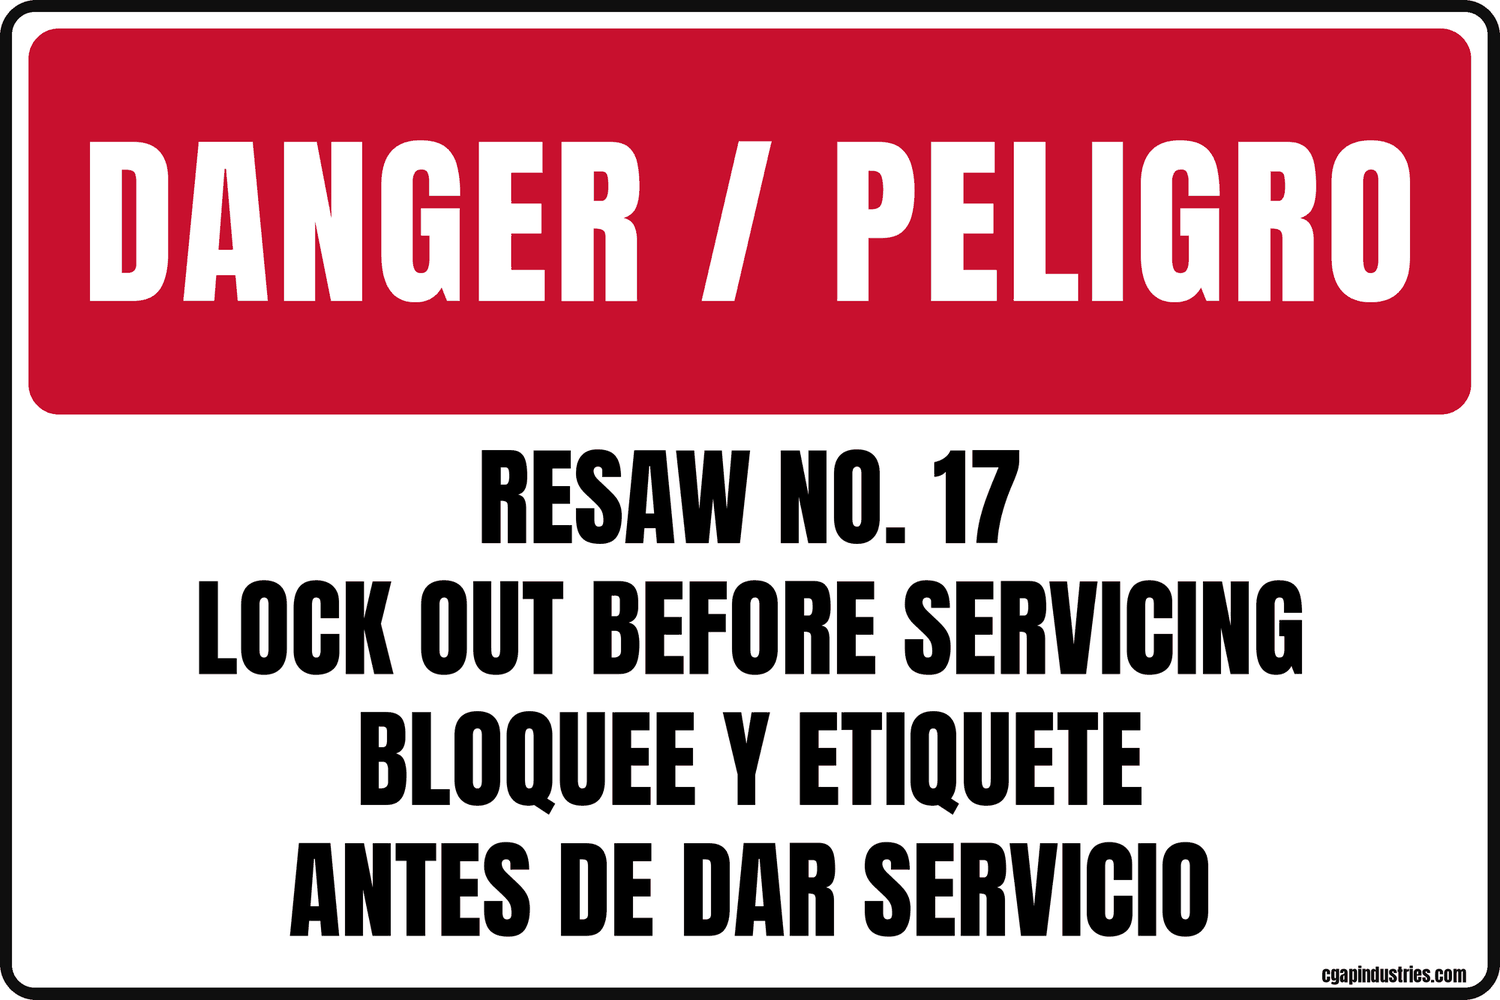 DANGER / PELIGRO
RESAW NO. 17
LOCK OUT BEFORE SERVICING
BLOQUEE Y ETIQUETE
ANTES DE DAR SERVICIO
cgapindustries.com